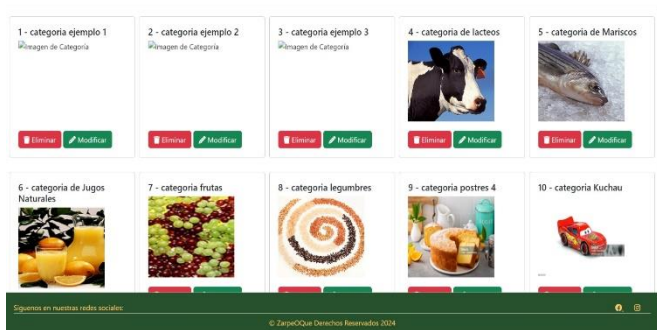 1 - categoria ejemplo 1
2 - categoria ejemplo 2
3 - categoria ejemplo 3
4 - categoria de lacteos
5 - categoria de Mariscos
Imagen de Categoría
Imagen de Categoría
Imagen de Categoría
Eliminar Modificar
Eliminar Modificar
Eliminar Modificar
Eliminar Modificar
Eliminar Modificar
6 - categoria de Jugos
Naturales
7 - categoria frutas
8 - categoria legumbres
9 - categoria postres 4
10 - categoria Kuchau
Siguenos en nuestras redes sociales:
© ZarpeOQue Derechos Reservados 2024